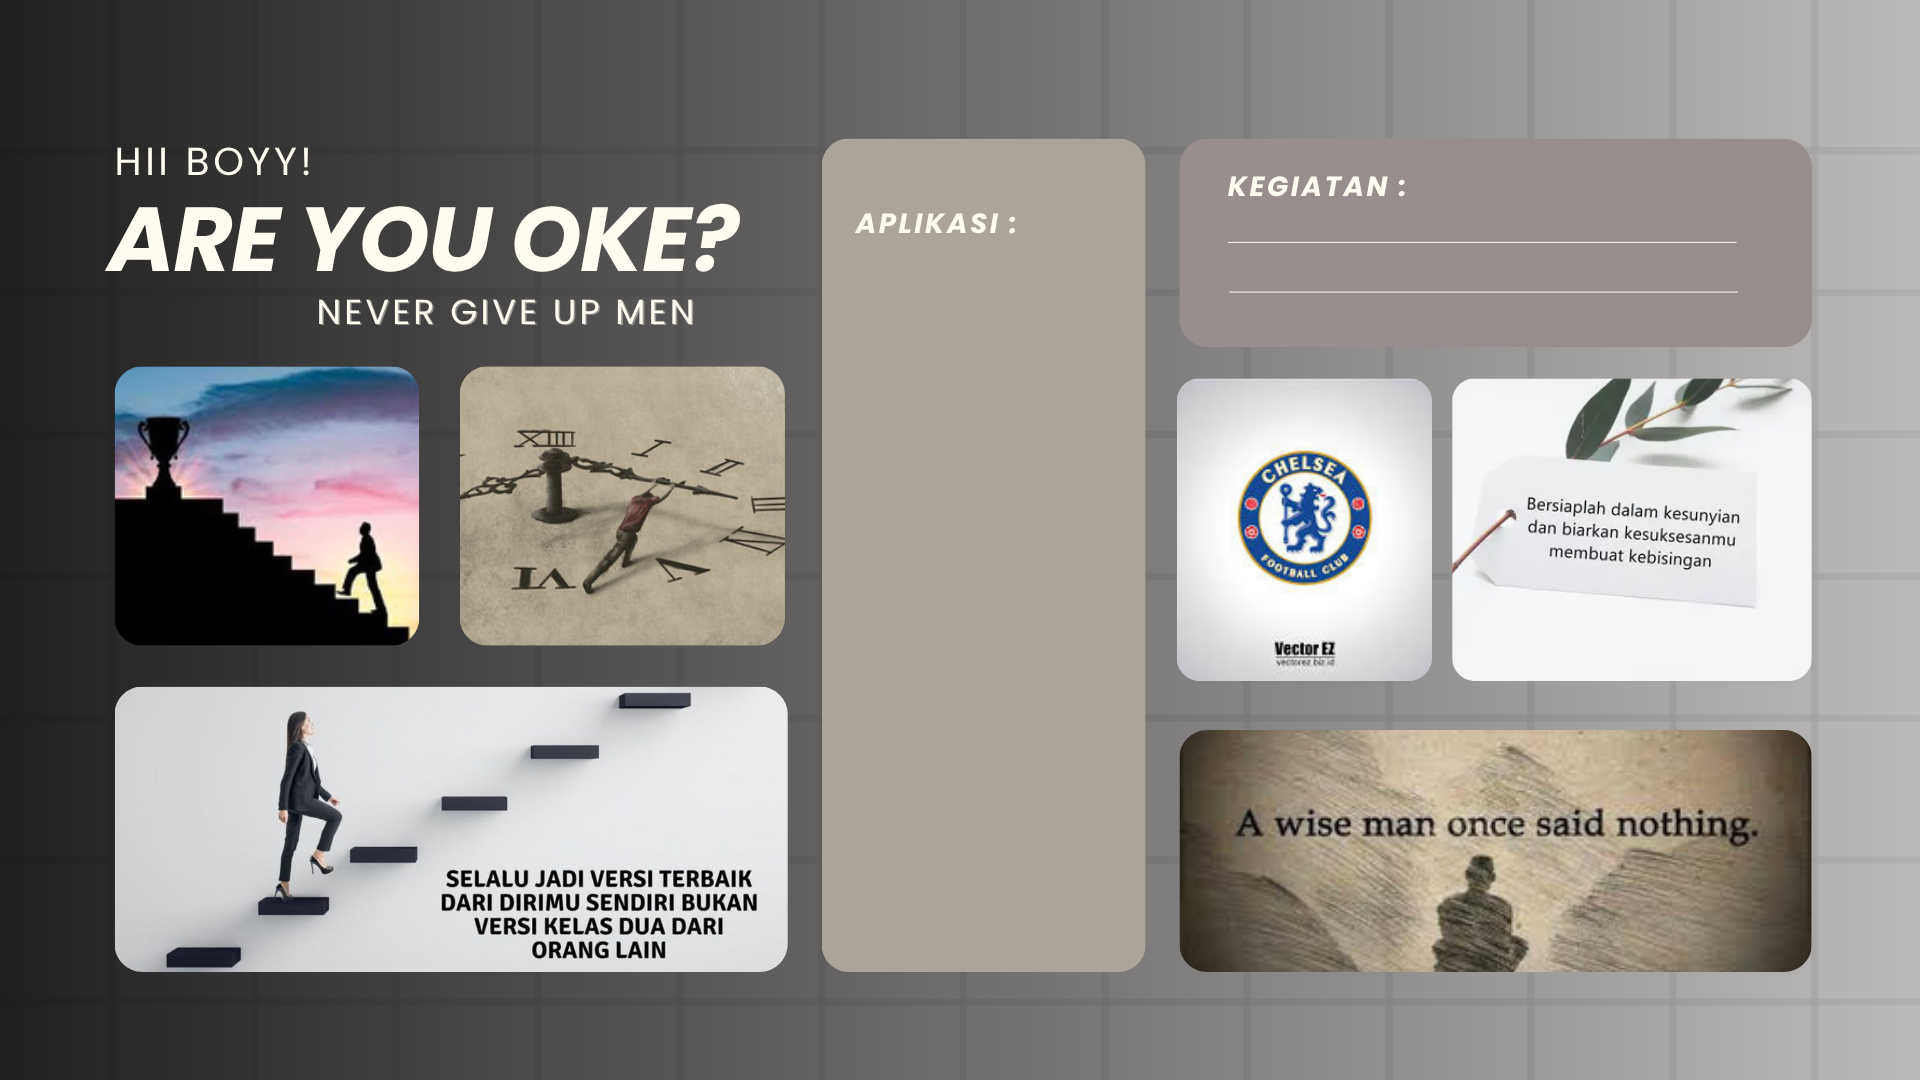 HII BOYY!
ARE YOU OKE?
NEVER GIVE UP MEN
XIII
I
II
III
V
VI
SELALU JADI VERSI TERBAIK
DARI DIRIMU SENDIRI BUKAN
VERSI KELAS DUA DARI
ORANG LAIN
APLIKASI :
KEGIATAN :
CHELSEA
FOOTBALL CLUB
Vector EZ
vectorez.biz.id
Bersiaplah dalam kesunyian
dan biarkan kesuksesanmu
membuat kebisingan
A wise man once said nothing.